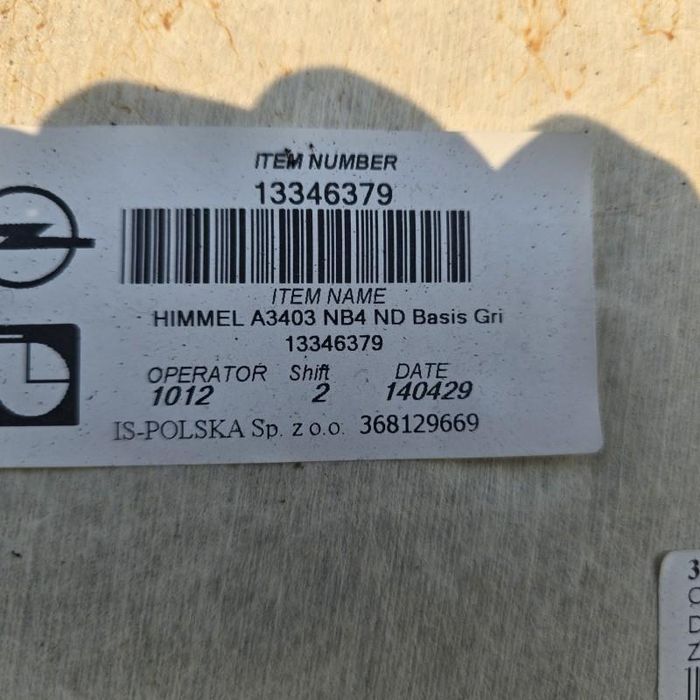 ITEM NUMBER
13346379
ITEM NAME
HIMMEL A3403 NB4 ND Basis Gri
13346379
OPERATOR Shift DATE
1012 2 140429
IS-POLSKA Sp. z o.o. 368129669
3
D
Z